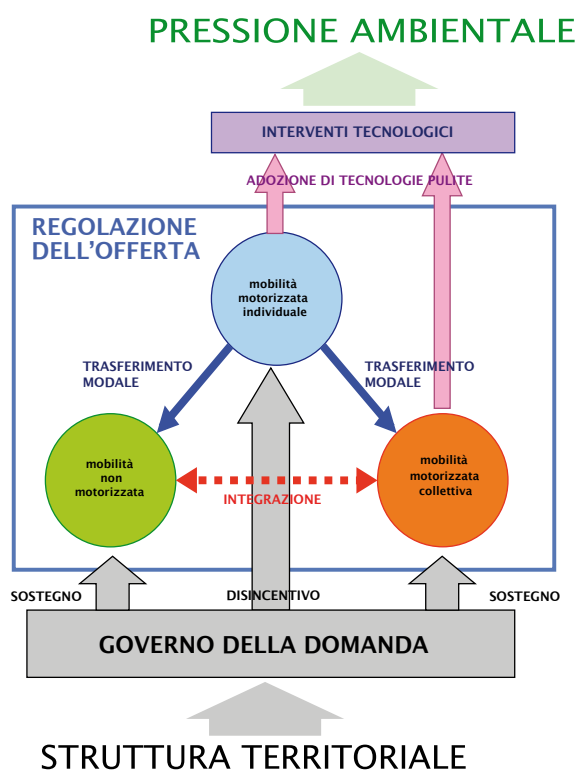 PRESSIONE AMBIENTALE
INTERVENTI TECNOLOGICI
ADOZIONE DI TECNOLOGIE PULITE
REGOLAZIONE
DELL'OFFERTA
mobilità
motorizzata
individuale
TRASFERIMENTO
MODALE
TRASFERIMENTO
MODALE
mobilità
non
motorizzata
mobilità
motorizzata
collettiva
INTEGRAZIONE
SOSTEGNO
DISINCENTIVO
SOSTEGNO
GOVERNO DELLA DOMANDA
STRUTTURA TERRITORIALE